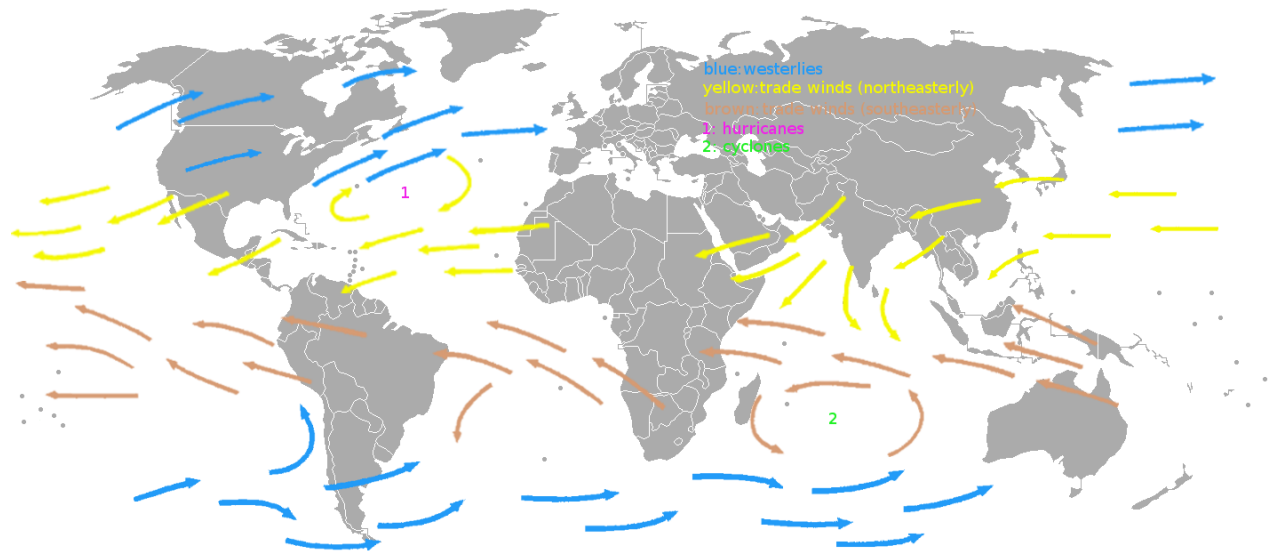 blue:westerlies
yellow:trade winds (northeasterly)
brown:trade winds (southeasterly)
1: hurricanes
2: cyclones
1
2